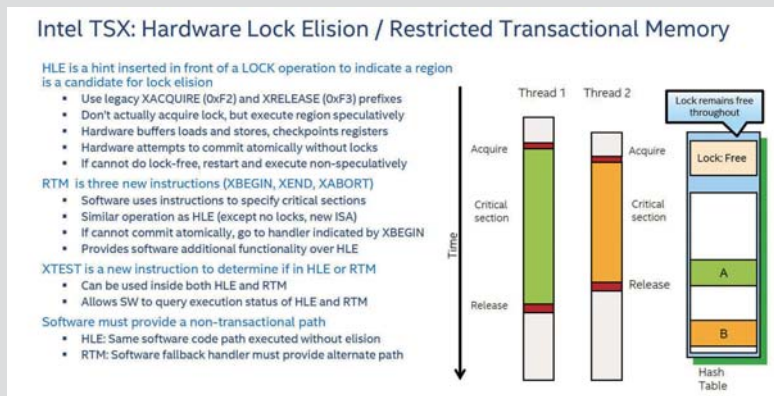 Intel TSX: Hardware Lock Elision / Restricted Transactional Memory
HLE is a hint inserted in front of a LOCK operation to indicate a region
is a candidate for lock elision
▪ Use legacy XACQUIRE (0xF2) and XRELEASE (0xF3) prefixes
▪ Don't actually acquire lock, but execute region speculatively
▪ Hardware buffers loads and stores, checkpoints registers
▪ Hardware attempts to commit atomically without locks
▪ If cannot do lock-free, restart and execute non-speculatively
RTM is three new instructions (XBEGIN, XEND, XABORT)
▪ Software uses instructions to specify critical sections
▪ Similar operation as HLE (except no locks, new ISA)
▪ If cannot commit atomically, go to handler indicated by XBEGIN
▪ Provides software additional functionality over HLE
XTEST is a new instruction to determine if in HLE or RTM
▪ Can be used inside both HLE and RTM
▪ Allows SW to query execution status of HLE and RTM
Software must provide a non-transactional path
▪ HLE: Same software code path executed without elision
▪ RTM: Software fallback handler must provide alternate path
Time
Thread 1
Thread 2
Acquire
Critical
section
Release
Acquire
Critical
section
Release
Lock remains free
throughout
Lock: Free
A
B
Hash
Table